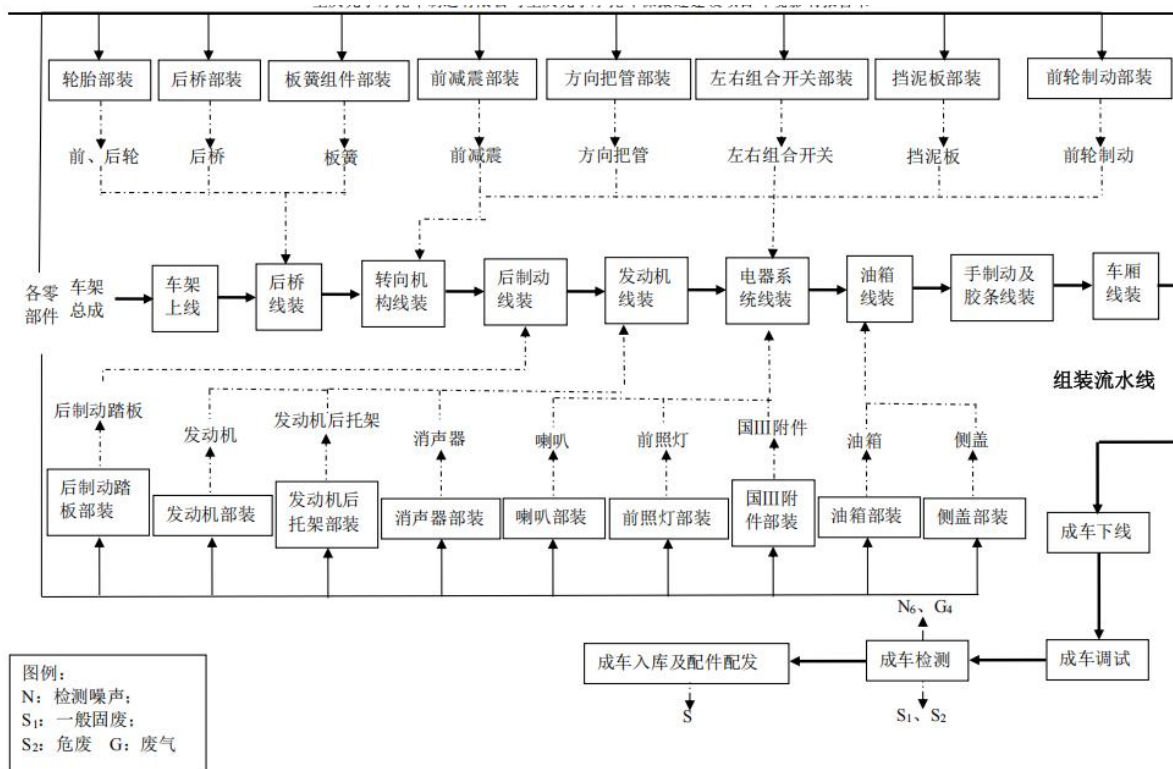 轮胎部装
后桥部装
板簧组件部装
前减震部装
方向把管部装
左右组合开关部装
挡泥板部装
前轮制动部装
前、后轮
后桥
板簧
前减震
方向把管
左右组合开关
挡泥板
前轮制动
各零
部件
车架
总成
车架
上线
后桥
线装
转向机
构线装
后制动
线装
发动机
线装
电器系
统线装
油箱
线装
手制动及
胶条线装
车厢
线装
组装流水线
后制动踏板
发动机
发动机后托架
消声器
喇叭
前照灯
国III附件
油箱
侧盖
后制动踏
板部装
发动机部装
发动机后
托架部装
消声器部装
喇叭部装
前照灯部装
国III附
件部装
油箱部装
侧盖部装
成车下线
N₆、G₄
成车入库及配件配发
成车检测
成车调试
S
S₁、S₂
图例：
N：检测噪声；
S₁：一般固废；
S₂：危废 G：废气